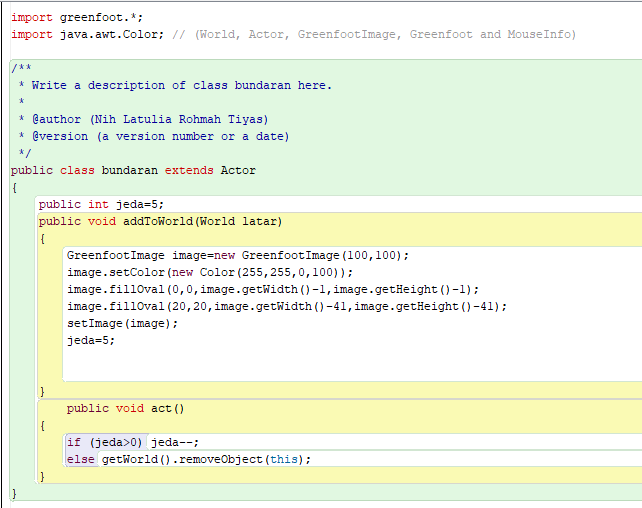 import greenfoot.*;
import java.awt.Color; // (World, Actor, GreenfootImage, Greenfoot and MouseInfo)
/**
 * Write a description of class bundaran here.
 *
 * @author (Nih Latulia Rohmah Tiyas)
 * @version (a version number or a date)
 */
public class bundaran extends Actor
{
    public int jeda=5;
    public void addToWorld(World latar)
    {
        GreenfootImage image=new GreenfootImage(100,100);
        image.setColor(new Color(255,255,0,100));
        image.fillOval(0,0,image.getWidth()-1,image.getHeight()-1);
        image.fillOval(20,20,image.getWidth()-41,image.getHeight()-41);
        setImage(image);
        jeda=5;
    }
        public void act()
    {
        if (jeda>0) jeda--;
        else getWorld().removeObject(this);
    }
}